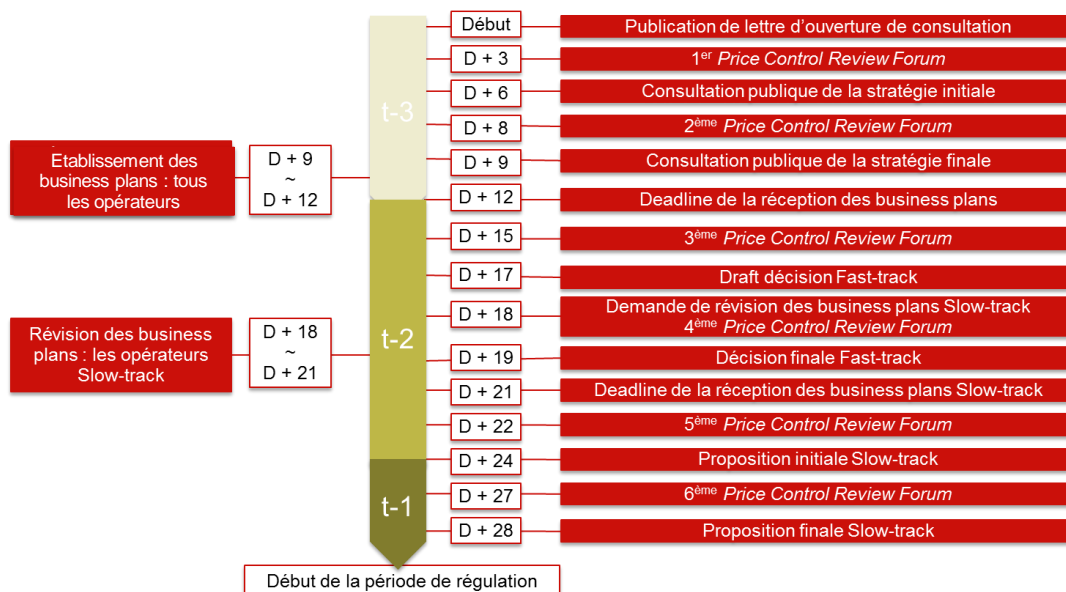 Début
Publication de lettre d'ouverture de consultation
D + 3
1er Price Control Review Forum
D + 6
Consultation publique de la stratégie initiale
t-3
D + 8
2ème Price Control Review Forum
Etablissement des
business plans : tous
les opérateurs
D + 9
~
D + 12
D + 9
Consultation publique de la stratégie finale
D + 12
Deadline de la réception des business plans
D + 15
3ème Price Control Review Forum
D + 17
Draft décision Fast-track
D + 18
Demande de révision des business plans Slow-track
4ème Price Control Review Forum
t-2
Révision des business
plans : les opérateurs
Slow-track
D + 18
~
D + 21
D + 19
Décision finale Fast-track
D + 21
Deadline de la réception des business plans Slow-track
D + 22
5ème Price Control Review Forum
D + 24
Proposition initiale Slow-track
t-1
D + 27
6ème Price Control Review Forum
D + 28
Proposition finale Slow-track
Début de la période de régulation